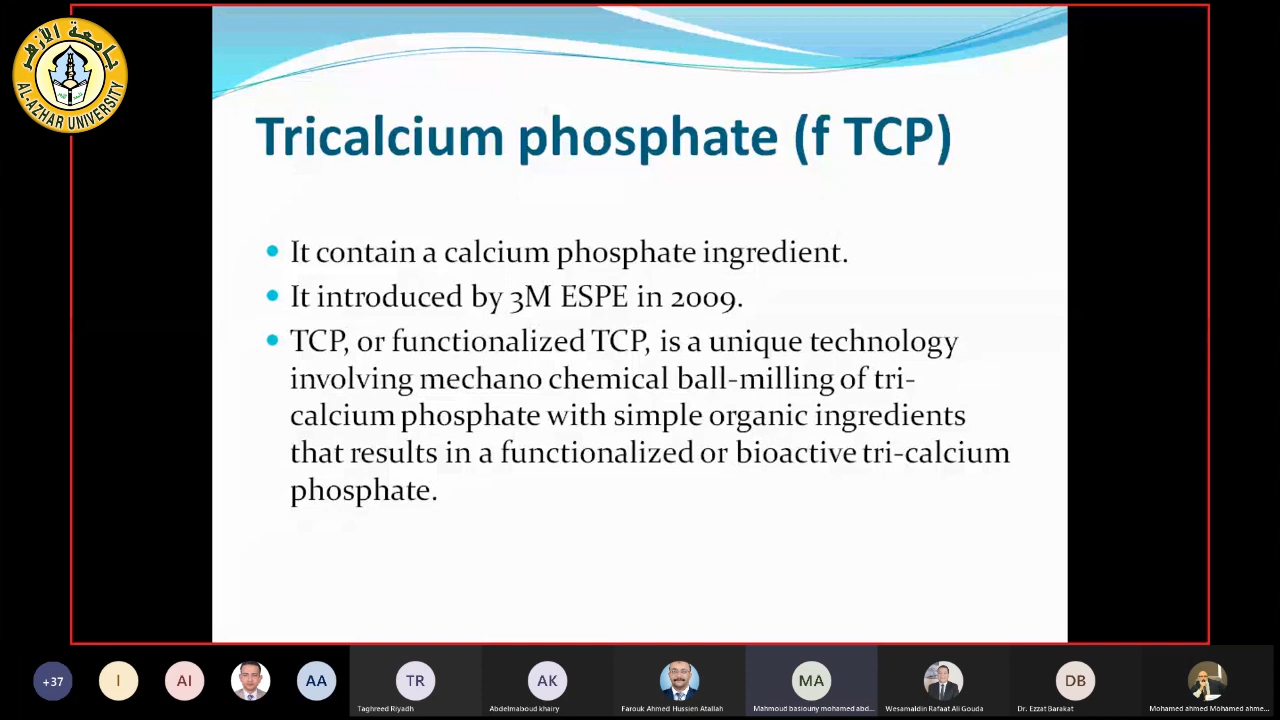 جامعة الأزهر
AL-AZHAR UNIVERSITY
Tricalcium phosphate (f TCP)
It contain a calcium phosphate ingredient.
It introduced by 3M ESPE in 2009.
TCP, or functionalized TCP, is a unique technology
involving mechano chemical ball-milling of tri-
calcium phosphate with simple organic ingredients
that results in a functionalized or bioactive tri-calcium
phosphate.
+37
I
AI
AA
TR
AK
MA
DB
Taghreed Riyadh
Abdelmaboud khairy
Farouk Ahmed Hussien Atallah
Mahmoud basiouny mohamed abd...
Wesamaldin Rafaat Ali Gouda
Dr. Ezzat Barakat
Mohamed ahmed Mohamed ahme...